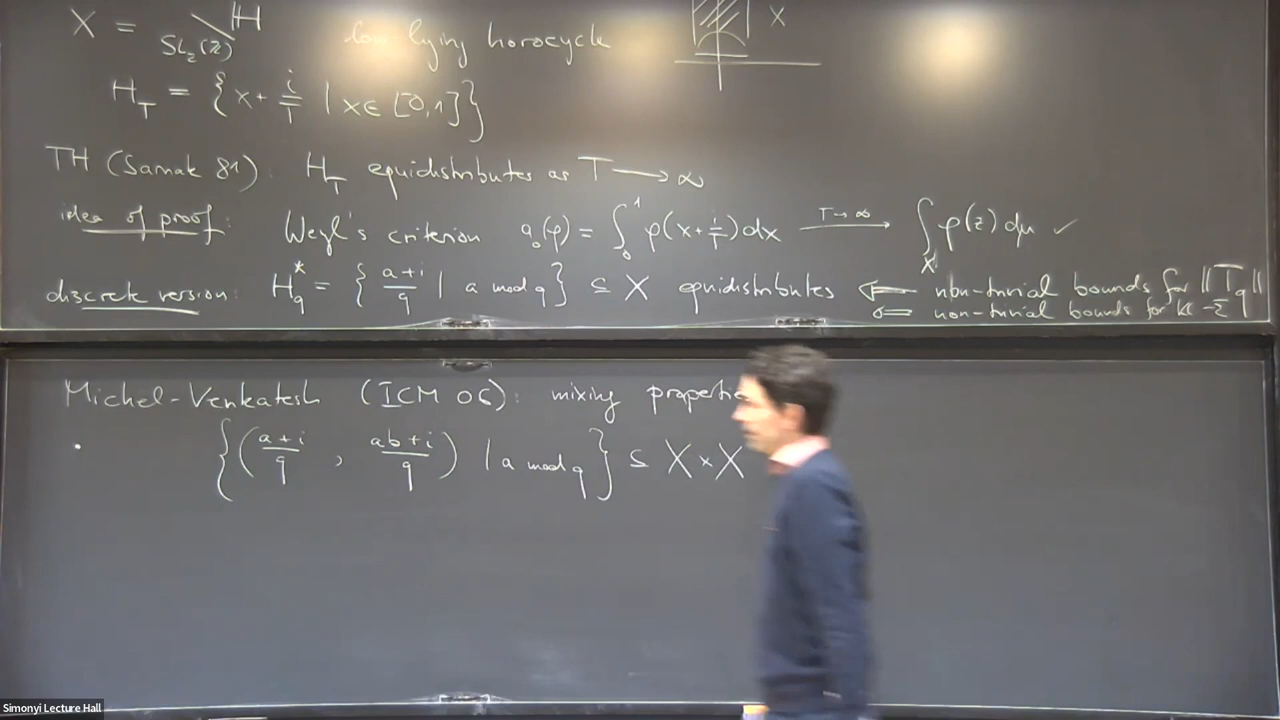 X = SL₂(ℤ)\ℍ low-lying horocycle X
H_T = { x + i/T | x ∈ [0,1] }
TH (Sarnak 81): H_T equidistributes as T → ∞
idea of proof: Weyl's criterion a₀(φ) = ∫₀¹ φ(x + i/T) dx —T→∞→ ∫_X φ(z) dμ ✓
discrete version: H_q^* = { (a+i)/q | a mod q } ⊆ X equidistributes ⇐ non-trivial bounds for ‖T_q‖
⇐ non-trivial bounds for Kl-Σ
Michel-Venkatesh (ICM 06): mixing
• { ( (a+i)/q , (ab+i)/q ) | a mod q } ⊆ X × X
Simonyi Lecture Hall